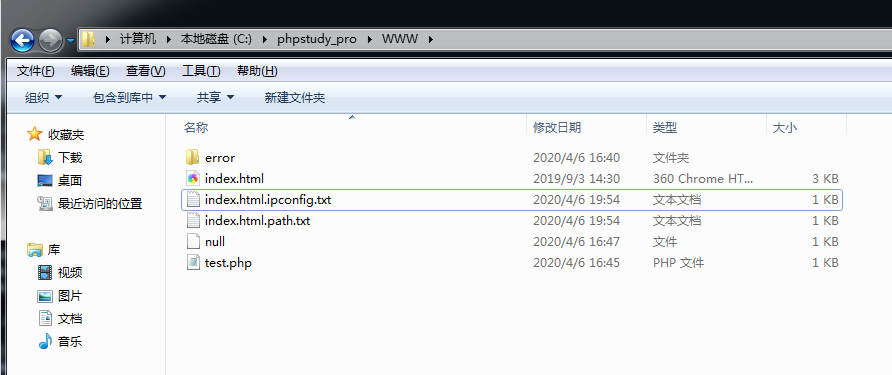 计算机 ▸ 本地磁盘 (C:) ▸ phpstudy_pro ▸ WWW ▸
文件(F) 编辑(E) 查看(V) 工具(T) 帮助(H)
组织 包含到库中 共享 新建文件夹
收藏夹
下载
桌面
最近访问的位置
库
视频
图片
文档
音乐
名称 修改日期 类型 大小
error 2020/4/6 16:40 文件夹
index.html 2019/9/3 14:30 360 Chrome HT... 3 KB
index.html.ipconfig.txt 2020/4/6 19:54 文本文档 1 KB
index.html.path.txt 2020/4/6 19:54 文本文档 1 KB
null 2020/4/6 16:47 文件 1 KB
test.php 2020/4/6 16:45 PHP 文件 1 KB